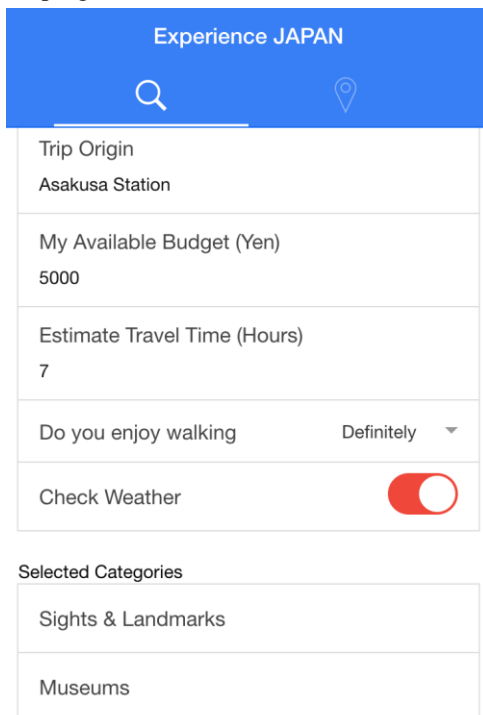 Experience JAPAN
Trip Origin
Asakusa Station
My Available Budget (Yen)
5000
Estimate Travel Time (Hours)
7
Do you enjoy walking Definitely
Check Weather
Selected Categories
Sights & Landmarks
Museums